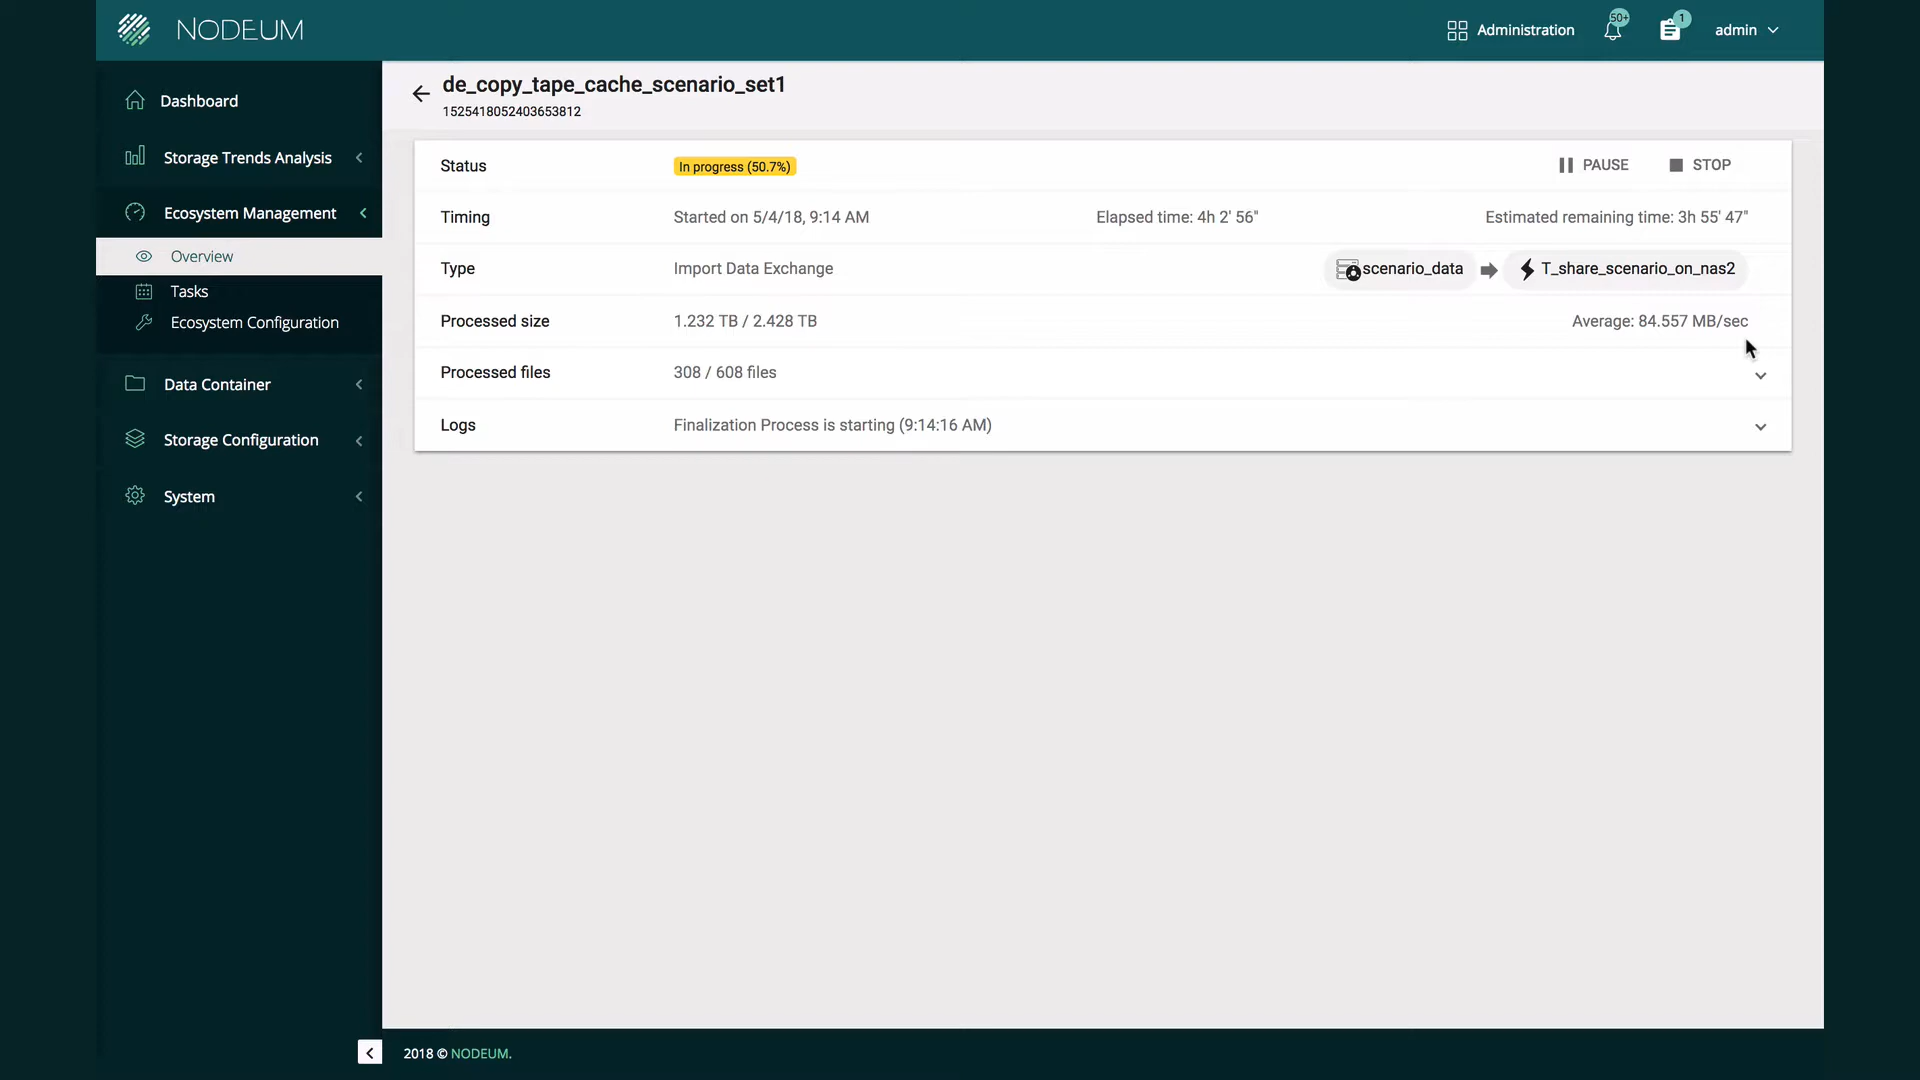 NODEUM
Administration
50+
1
admin
Dashboard
Storage Trends Analysis
Ecosystem Management
Overview
Tasks
Ecosystem Configuration
Data Container
Storage Configuration
System
de_copy_tape_cache_scenario_set1
1525418052403653812
Status In progress (50.7%) PAUSE STOP
Timing Started on 5/4/18, 9:14 AM Elapsed time: 4h 2' 56" Estimated remaining time: 3h 55' 47"
Type Import Data Exchange scenario_data T_share_scenario_on_nas2
Processed size 1.232 TB / 2.428 TB Average: 84.557 MB/sec
Processed files 308 / 608 files
Logs Finalization Process is starting (9:14:16 AM)
2018 © NODEUM.